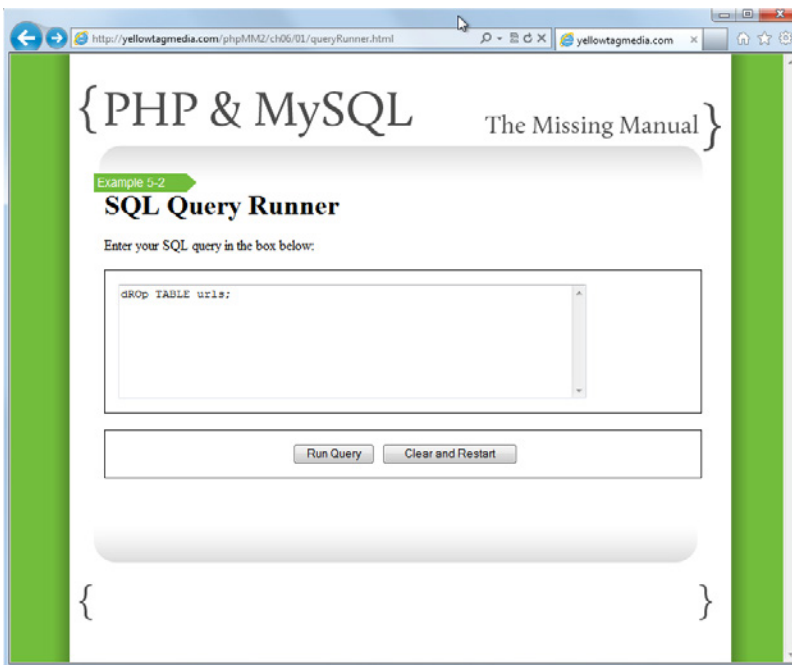 http://yellowtagmedia.com/phpMM2/ch06/01/queryRunner.html
yellowtagmedia.com
{PHP & MySQL
The Missing Manual}
Example 5-2
SQL Query Runner
Enter your SQL query in the box below:
dROp TABLE urls;
Run Query
Clear and Restart
{ }